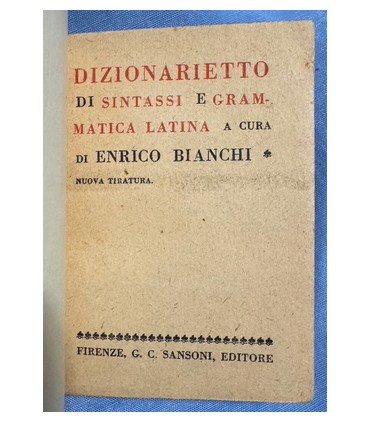 DIZIONARIETTO
DI SINTASSI E GRAM-
MATICA LATINA A CURA
DI ENRICO BIANCHI
NUOVA TIRATURA.
FIRENZE, G. C. SANSONI, EDITORE